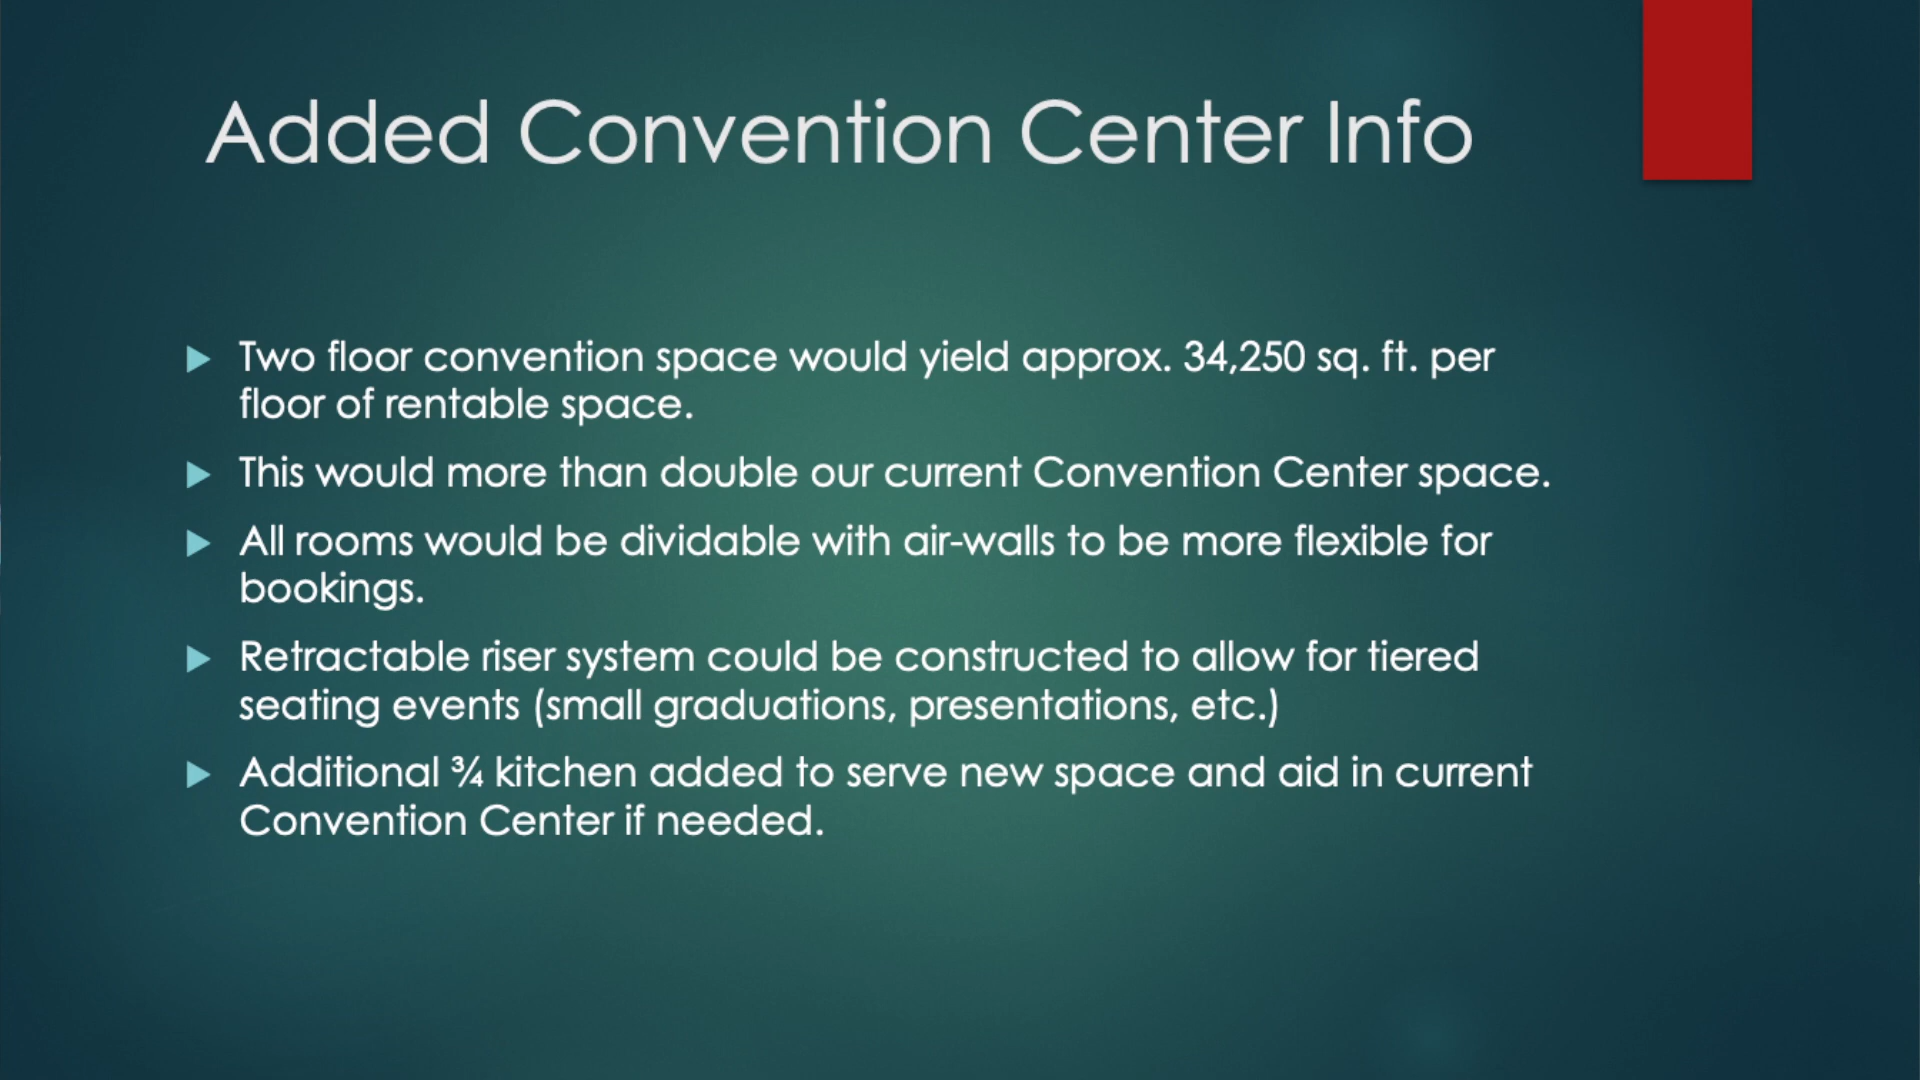 Added Convention Center Info
Two floor convention space would yield approx. 34,250 sq. ft. per
floor of rentable space.
This would more than double our current Convention Center space.
All rooms would be dividable with air-walls to be more flexible for
bookings.
Retractable riser system could be constructed to allow for tiered
seating events (small graduations, presentations, etc.)
Additional ¾ kitchen added to serve new space and aid in current
Convention Center if needed.